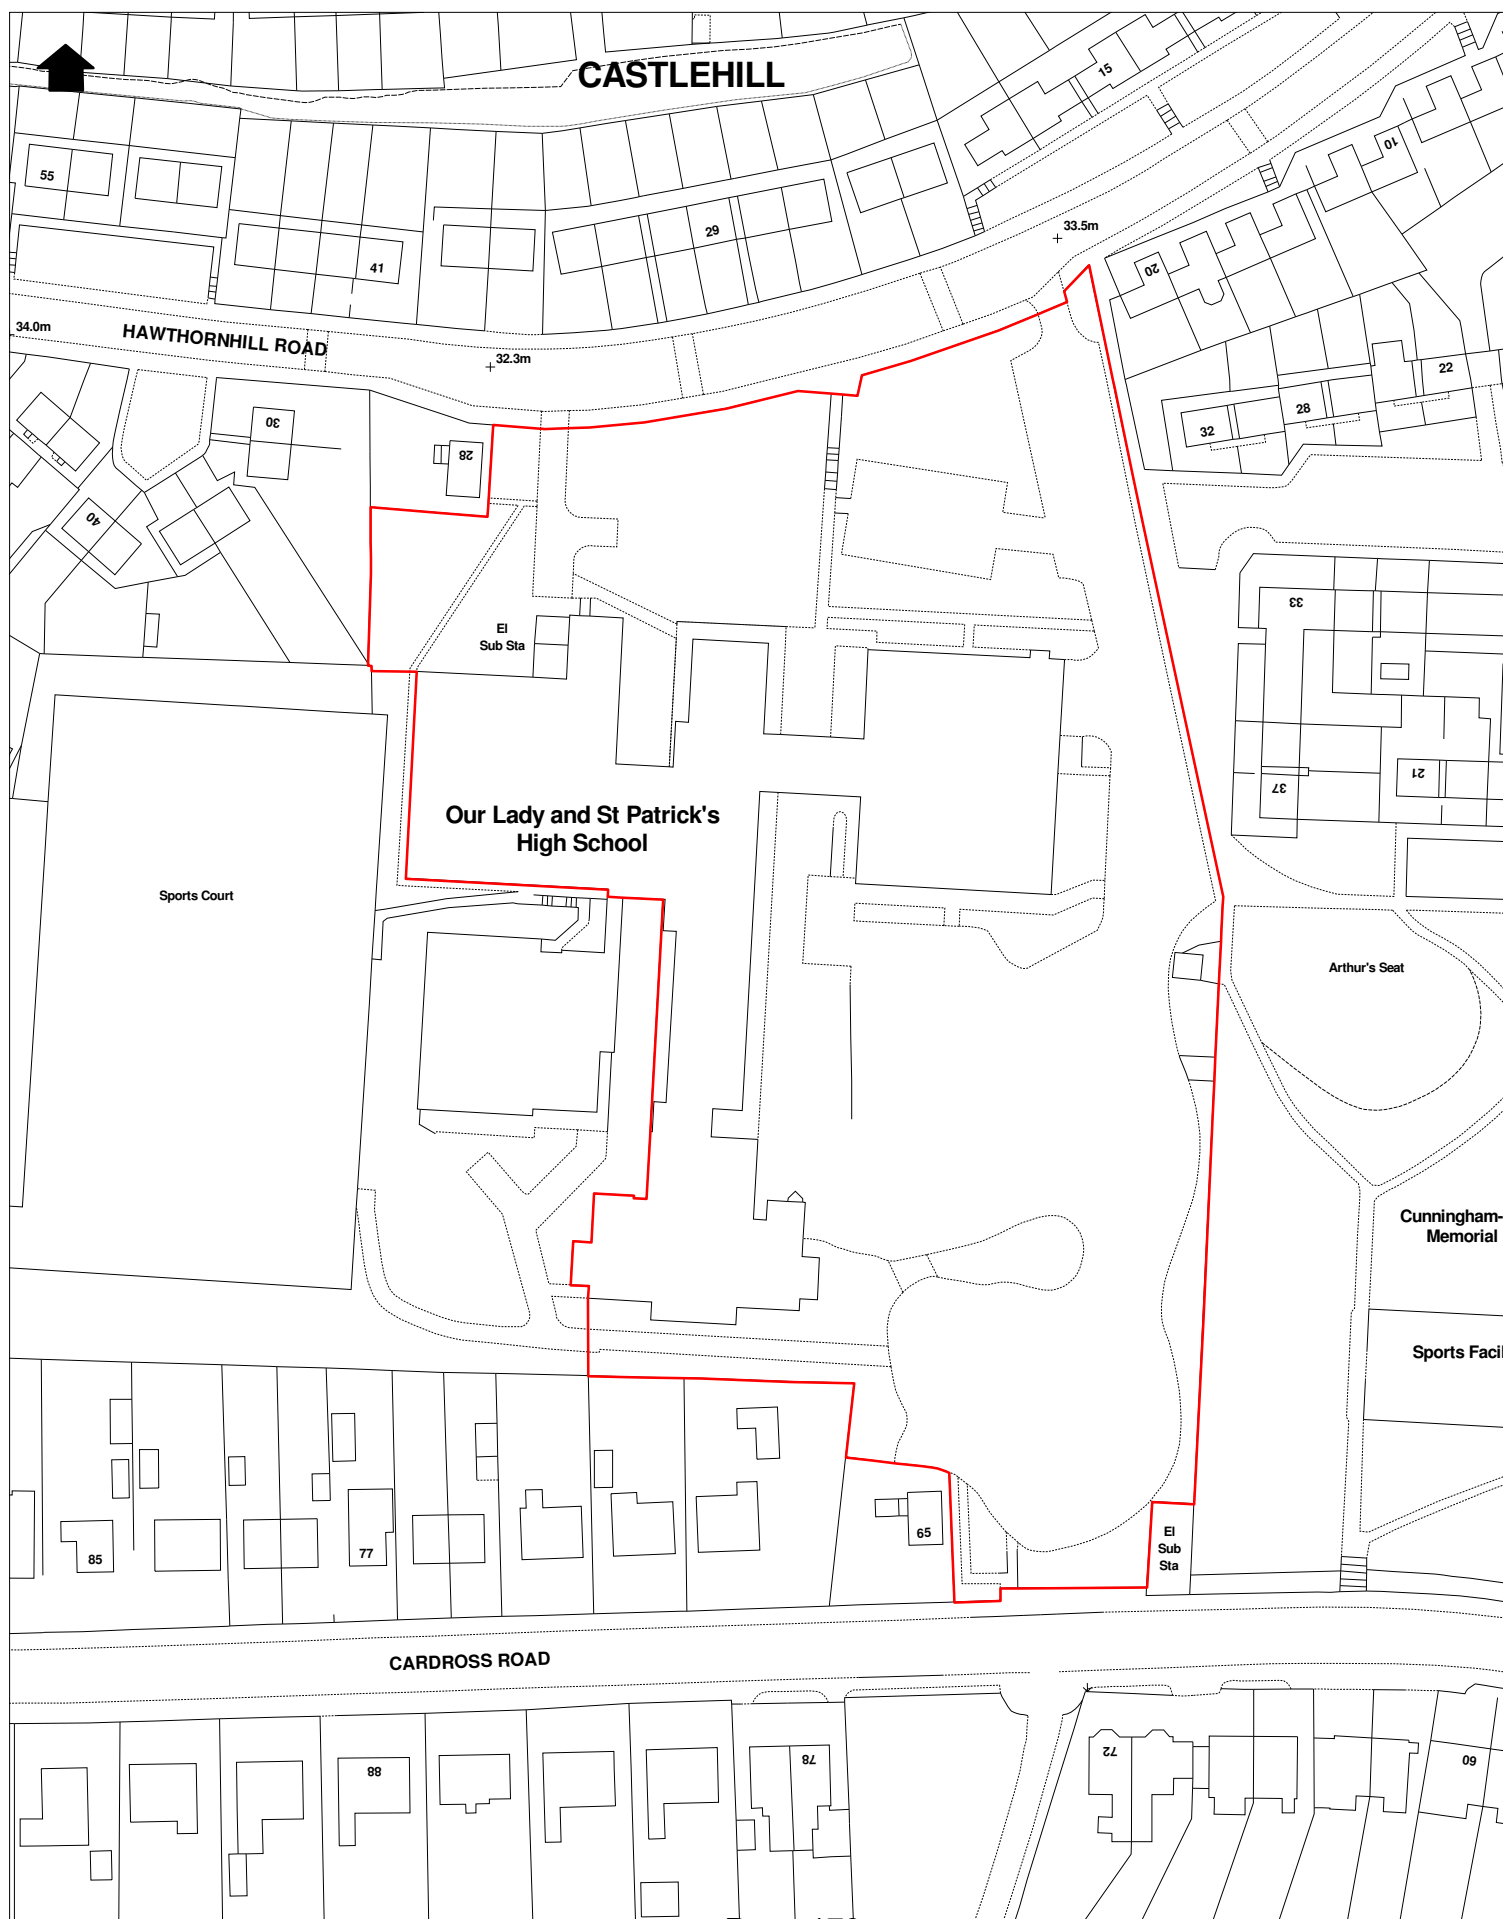 CASTLEHILL
15
10
55
29
33.5m
41
20
34.0m
HAWTHORNHILL ROAD
32.3m
22
28
32
30
28
40
33
El
Sub Sta
21
37
Our Lady and St Patrick's
High School
Sports Court
Arthur's Seat
Cunningham-
Memorial
Sports Facil
65
El
Sub
Sta
85
77
CARDROSS ROAD
72
78
60
88